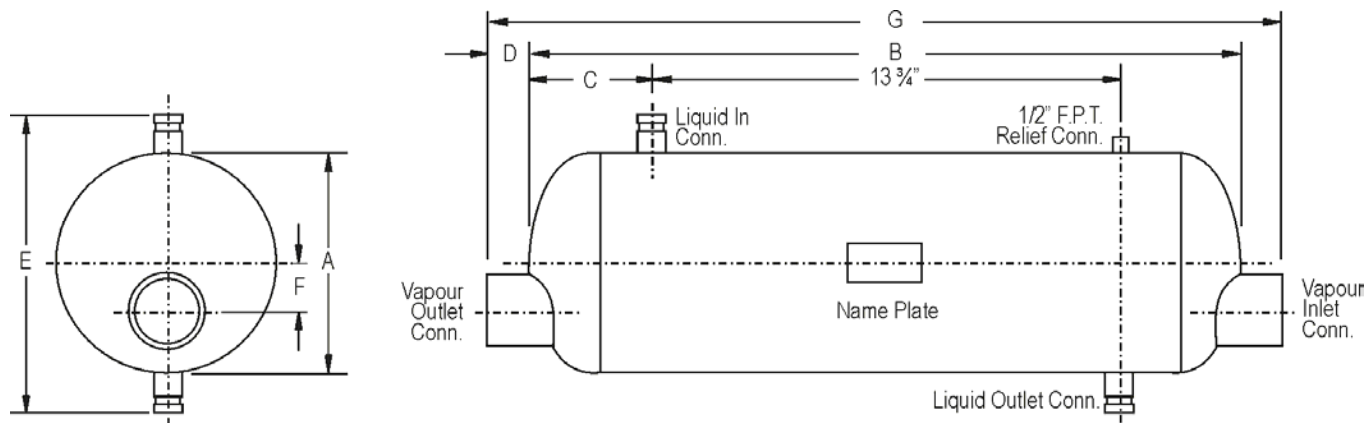 G
D
B
C
13 ¾"
Liquid In
Conn.
1/2" F.P.T.
Relief Conn.
E
A
F
Vapour
Outlet
Conn.
Name Plate
Vapour
Inlet
Conn.
Liquid Outlet Conn.